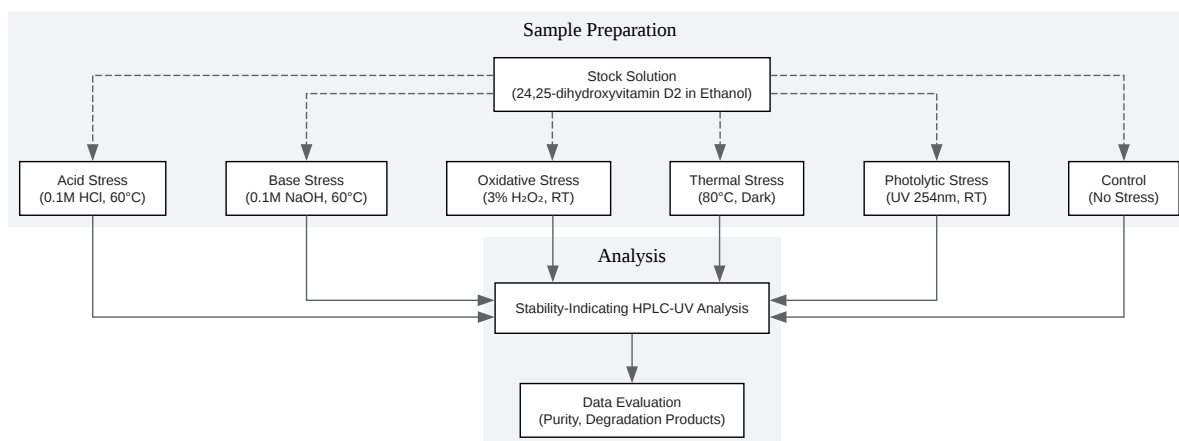 Sample Preparation
Stock Solution
(24,25-dihydroxyvitamin D2 in Ethanol)
Acid Stress
(0.1M HCl, 60°C)
Base Stress
(0.1M NaOH, 60°C)
Oxidative Stress
(3% H₂O₂, RT)
Thermal Stress
(80°C, Dark)
Photolytic Stress
(UV 254nm, RT)
Control
(No Stress)
Analysis
Stability-Indicating HPLC-UV Analysis
Data Evaluation
(Purity, Degradation Products)